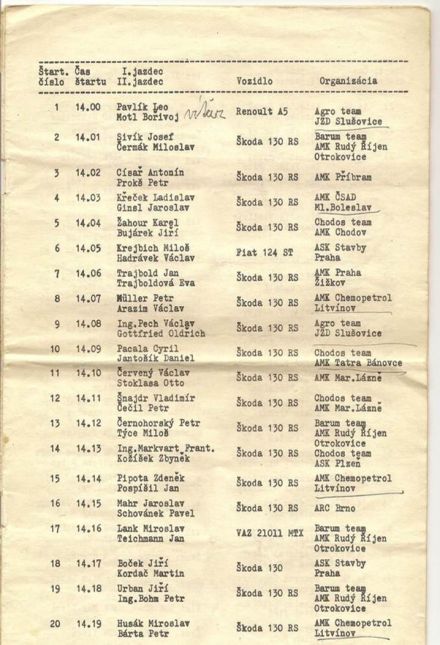 Štart. Čas I.jazdec
číslo štartu II.jazdec Vozidlo Organizácia
1 14.00 Pavlík Leo Renoult A5 Agro team
Motl Borivoj JZD Slušovice
2 14.01 Sivík Josef Škoda 130 RS Barum team
Čermák Miloslav AMK Rudý Říjen
Otrokovice
3 14.02 Císař Antonín Škoda 130 RS AMK Příbram
Prokš Petr
4 14.03 Křeček Ladislav Škoda 130 RS AMK ČSAD
Ginsl Jaroslav Ml.Boleslav
5 14.04 Žahour Karel Škoda 130 RS Chodos team
Bujárek Jiří AMK Chodov
6 14.05 Krejbich Miloš Fiat 124 ST ASK Stavby
Hadrávek Václav Praha
7 14.06 Trajbold Jan Škoda 130 RS AMK Praha
Trajboldová Eva Žižkov
8 14.07 Müller Petr Škoda 130 RS AMK Chemopetrol
Arazim Václav Litvínov
9 14.08 Ing.Pech Václav Škoda 130 RS Agro team
Gottfried Oldrich JZD Slušovice
10 14.09 Pacala Cyril Škoda 130 RS Chodos team
Jantošík Daniel AMK Tatra Bánovce
11 14.10 Červený Václav Škoda 130 RS AMK Mar.Lázně
Stoklasa Otto
12 14.11 Šnajdr Vladimír Škoda 130 RS Chodos team
Čečil Petr AMK Mar.Lázně
13 14.12 Černohorský Petr Škoda 130 RS Barum team
Týce Miloš AMK Rudý Říjen
Otrokovice
14 14.13 Ing.Markvart Frant. Škoda 130 RS Chodos team
Kožíšek Zbyněk ASK Plzeň
15 14.14 Pipota Zdeněk Škoda 130 RS AMK Chemopetrol
Pospíšil Jan Litvínov
16 14.15 Mahr Jaroslav Škoda 130 RS ARC Brno
Schovánek Pavel
17 14.16 Lank Miroslav VAZ 21011 MTX Barum team
Teichmann Jan AMK Rudý Říjen
Otrokovice
18 14.17 Boček Jiří Škoda 130 ASK Stavby
Kordač Martin Praha
19 14.18 Urban Jiří Škoda 130 RS Barum team
Ing.Bohm Petr AMK Rudý Říjen
Otrokovice
20 14.19 Husák Miroslav Škoda 130 RS AMK Chemopetrol
Bárta Petr Litvínov